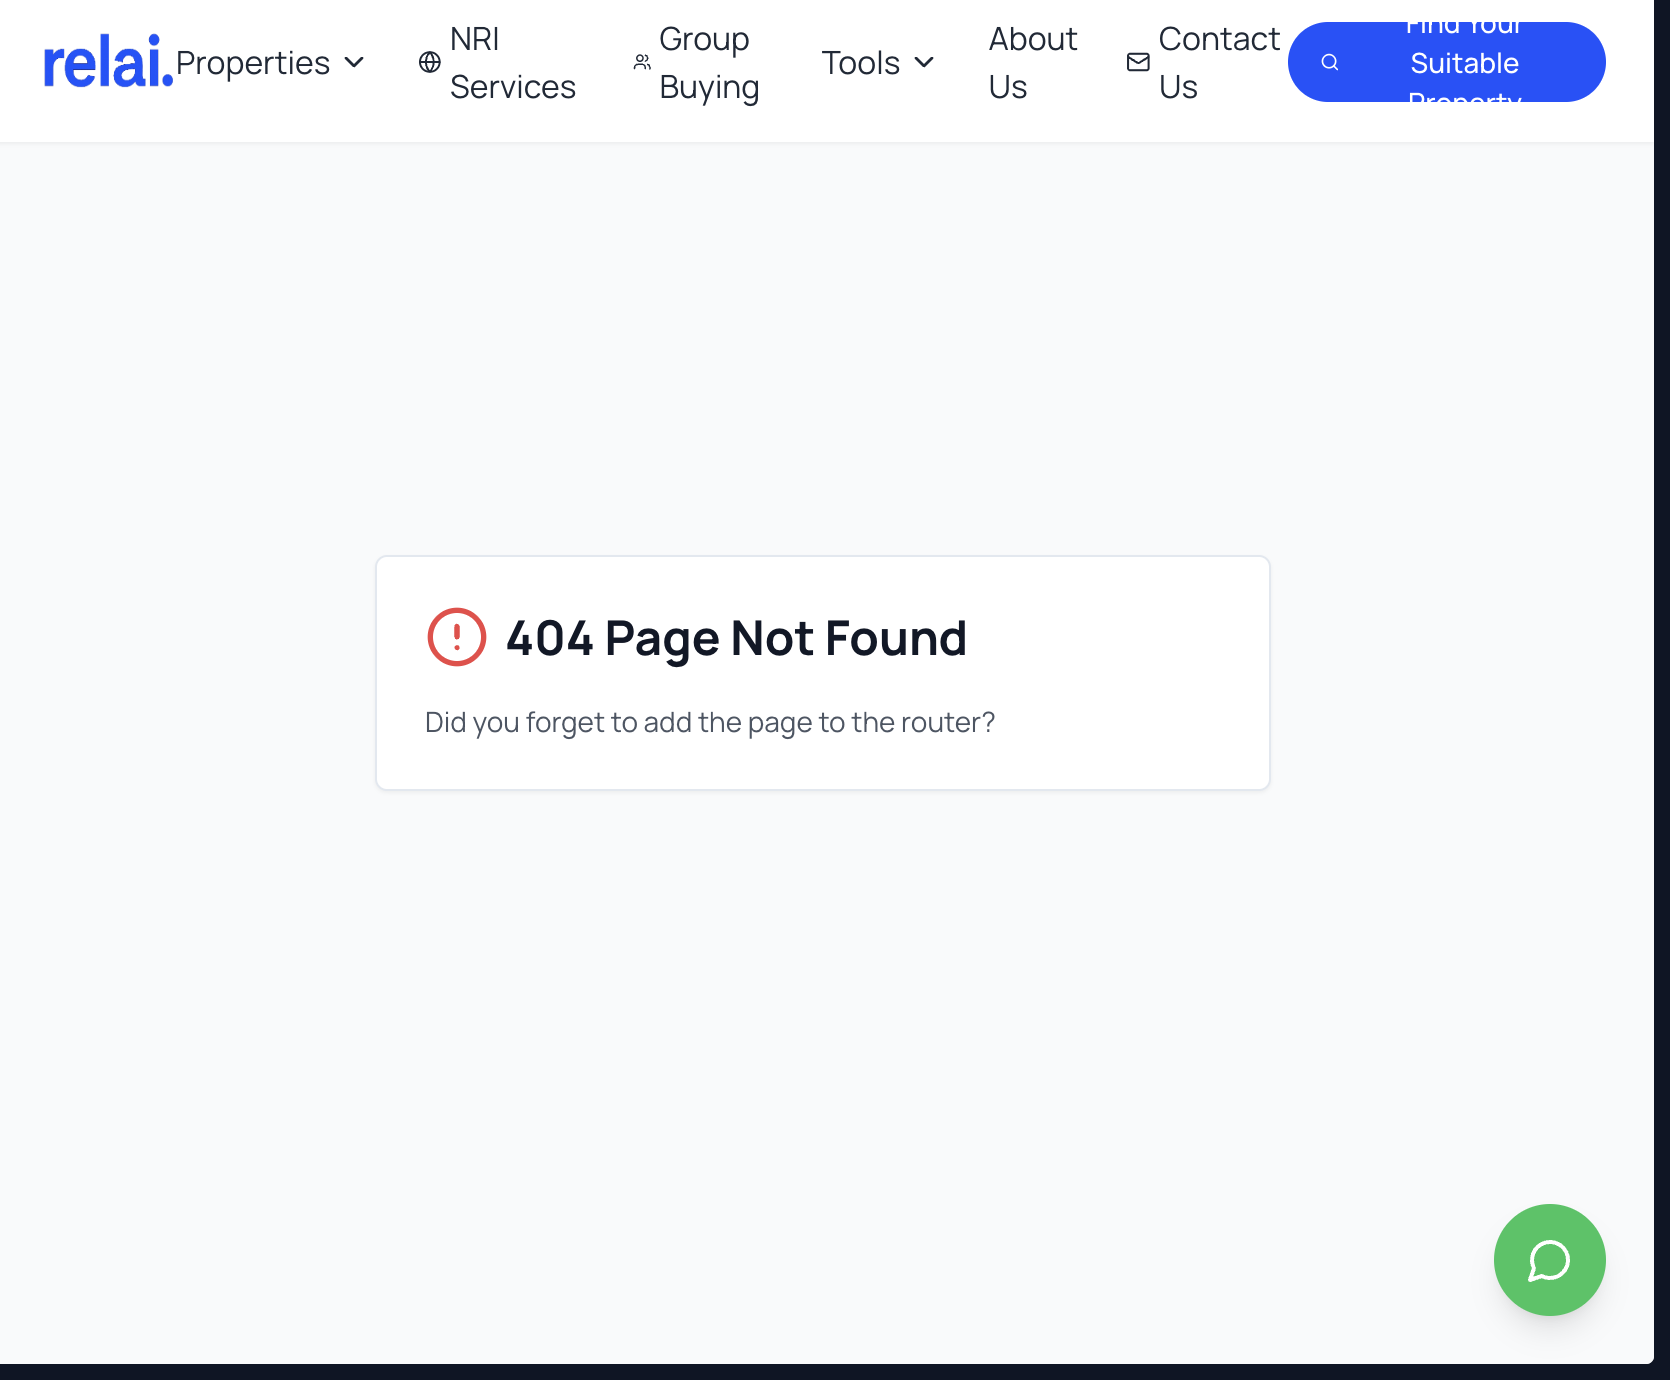 relai.
Properties
NRI
Services
Group
Buying
Tools
About
Us
Contact
Us
Find Your
Suitable
Property
404 Page Not Found
Did you forget to add the page to the router?